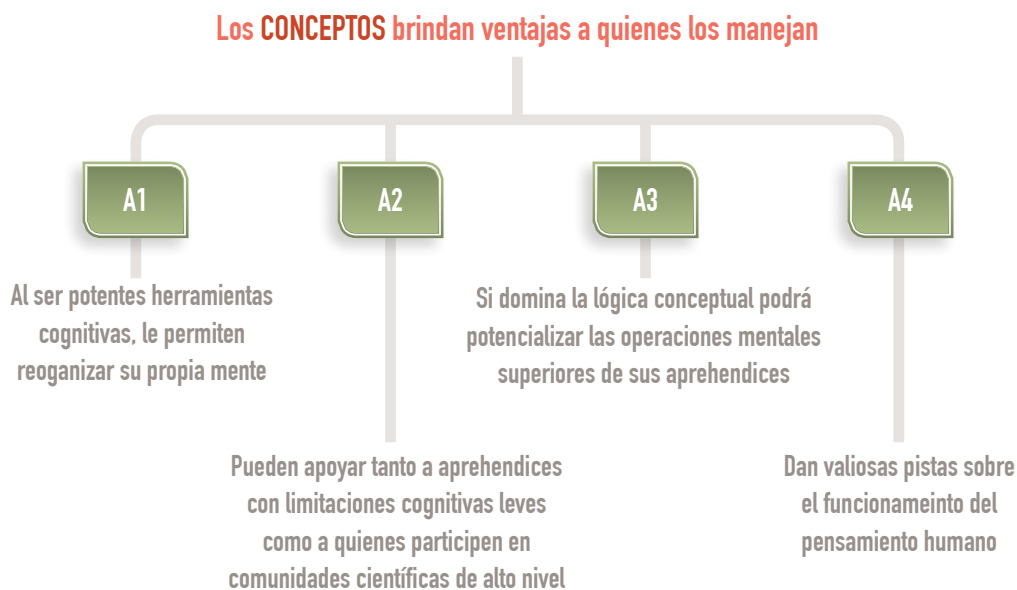 Los CONCEPTOS brindan ventajas a quienes los manejan
A1
A2
A3
A4
Al ser potentes herramientas
cognitivas, le permiten
reoganizar su propia mente
Si domina la lógica conceptual podrá
potencializar las operaciones mentales
superiores de sus aprehendices
Pueden apoyar tanto a aprehendices
con limitaciones cognitivas leves
como a quienes participen en
comunidades científicas de alto nivel
Dan valiosas pistas sobre
el funcionameinto del
pensamiento humano